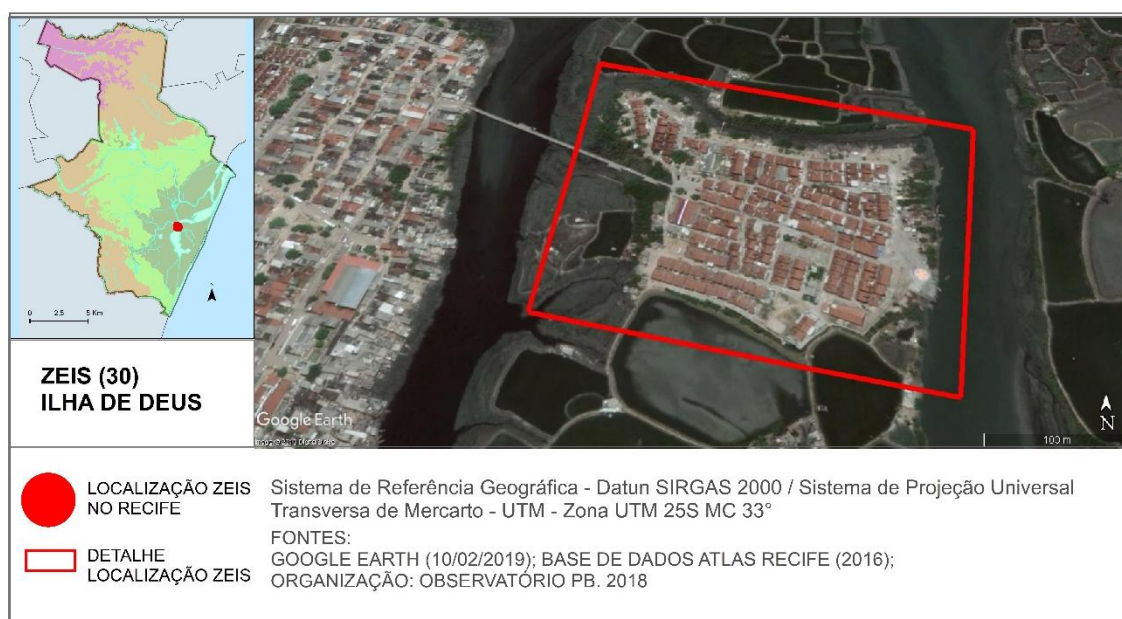 0 2,5 5 Km
ZEIS (30)
ILHA DE DEUS
Google Earth
N
100 m
LOCALIZAÇÃO ZEIS
NO RECIFE
DETALHE
LOCALIZAÇÃO ZEIS
Sistema de Referência Geográfica - Datun SIRGAS 2000 / Sistema de Projeção Universal
Transversa de Mercarto - UTM - Zona UTM 25S MC 33°
FONTES:
GOOGLE EARTH (10/02/2019); BASE DE DADOS ATLAS RECIFE (2016);
ORGANIZAÇÃO: OBSERVATÓRIO PB. 2018